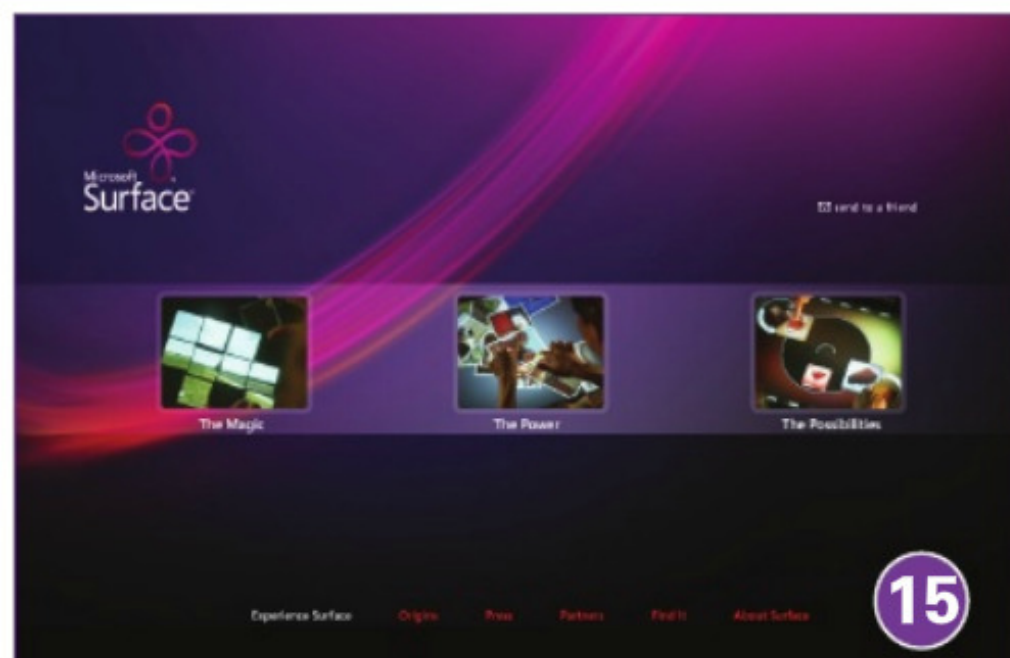 Microsoft
Surface
send to a friend
The Magic
The Power
The Possibilities
Experience Surface Origins Press Partners Find It About Surface
15